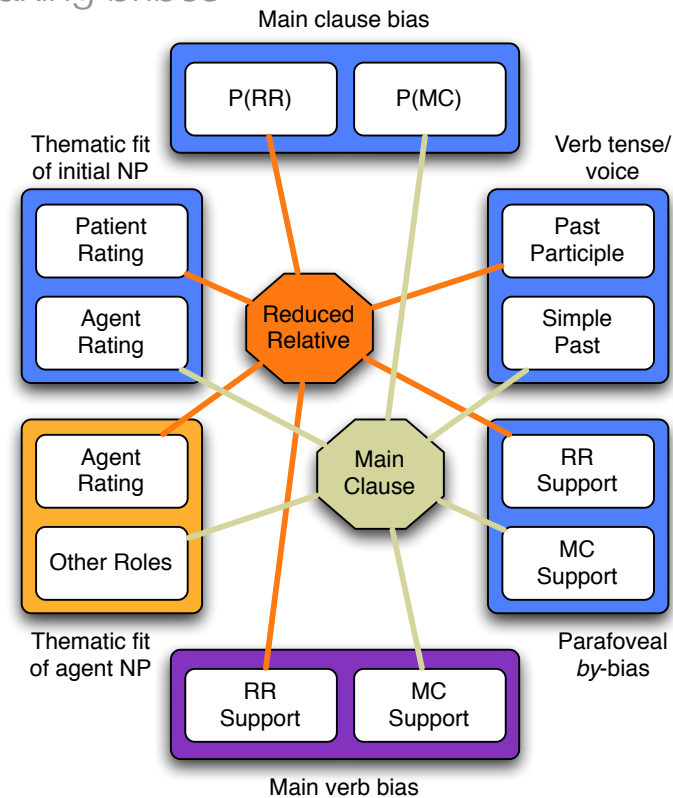 Main clause bias
P(RR)
P(MC)
Thematic fit
of initial NP
Verb tense/
voice
Patient
Rating
Agent
Rating
Past
Participle
Simple
Past
Reduced
Relative
Main
Clause
Agent
Rating
Other Roles
RR
Support
MC
Support
Thematic fit
of agent NP
Parafoveal
by-bias
RR
Support
MC
Support
Main verb bias